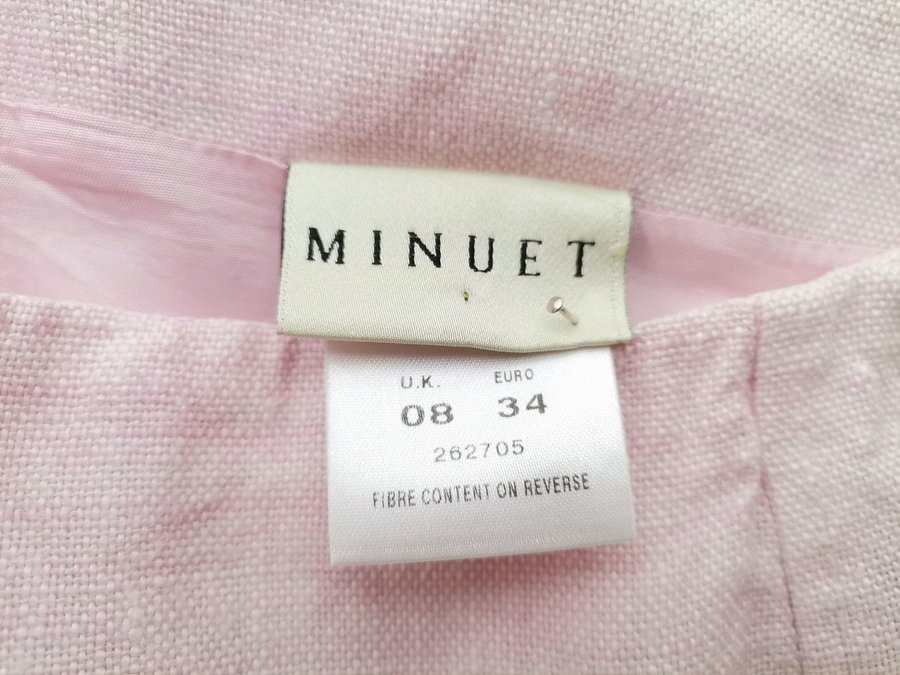 MINUET
U.K. EURO
08 34
262705
FIBRE CONTENT ON REVERSE